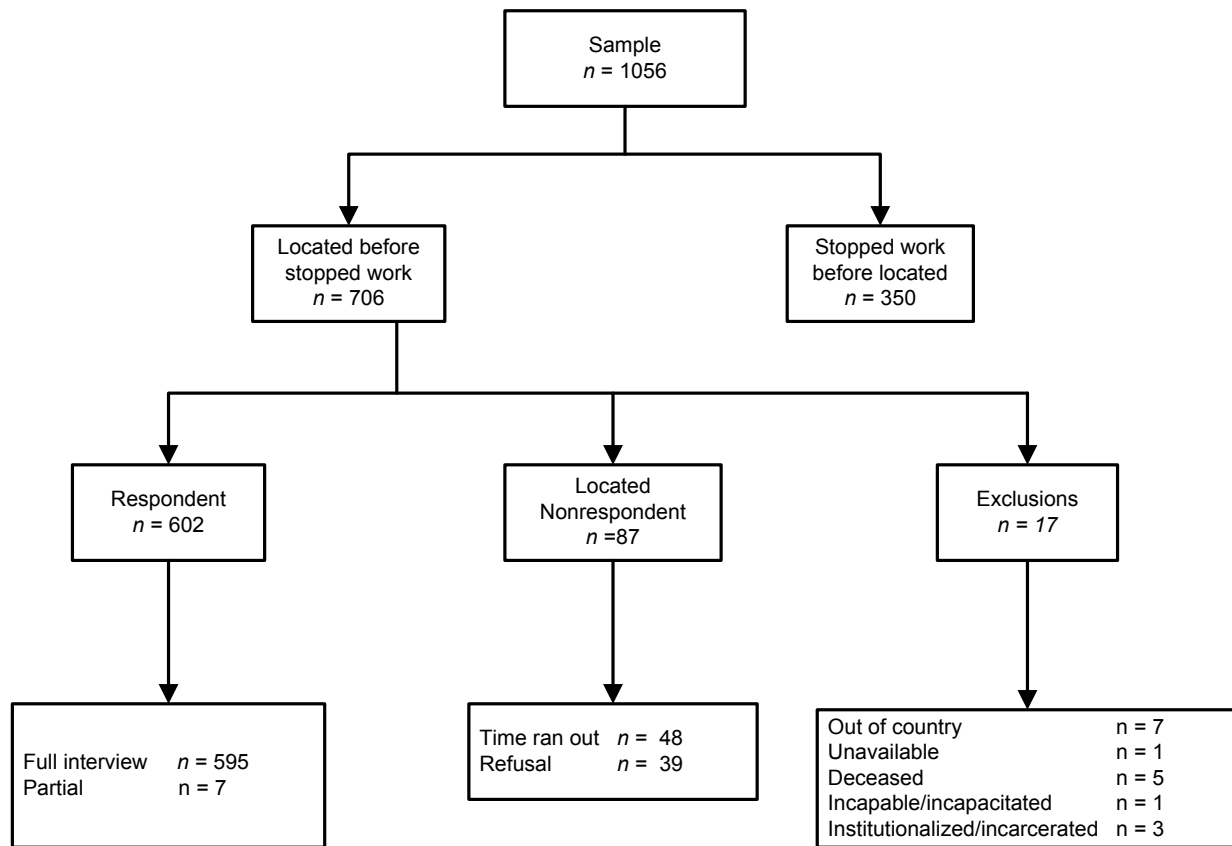 Sample
n = 1056
Located before
stopped work
n = 706
Stopped work
before located
n = 350
Respondent
n = 602
Located
Nonrespondent
n =87
Exclusions
n = 17
Full interview n = 595
Partial n = 7
Time ran out n = 48
Refusal n = 39
Out of country n = 7
Unavailable n = 1
Deceased n = 5
Incapable/incapacitated n = 1
Institutionalized/incarcerated n = 3